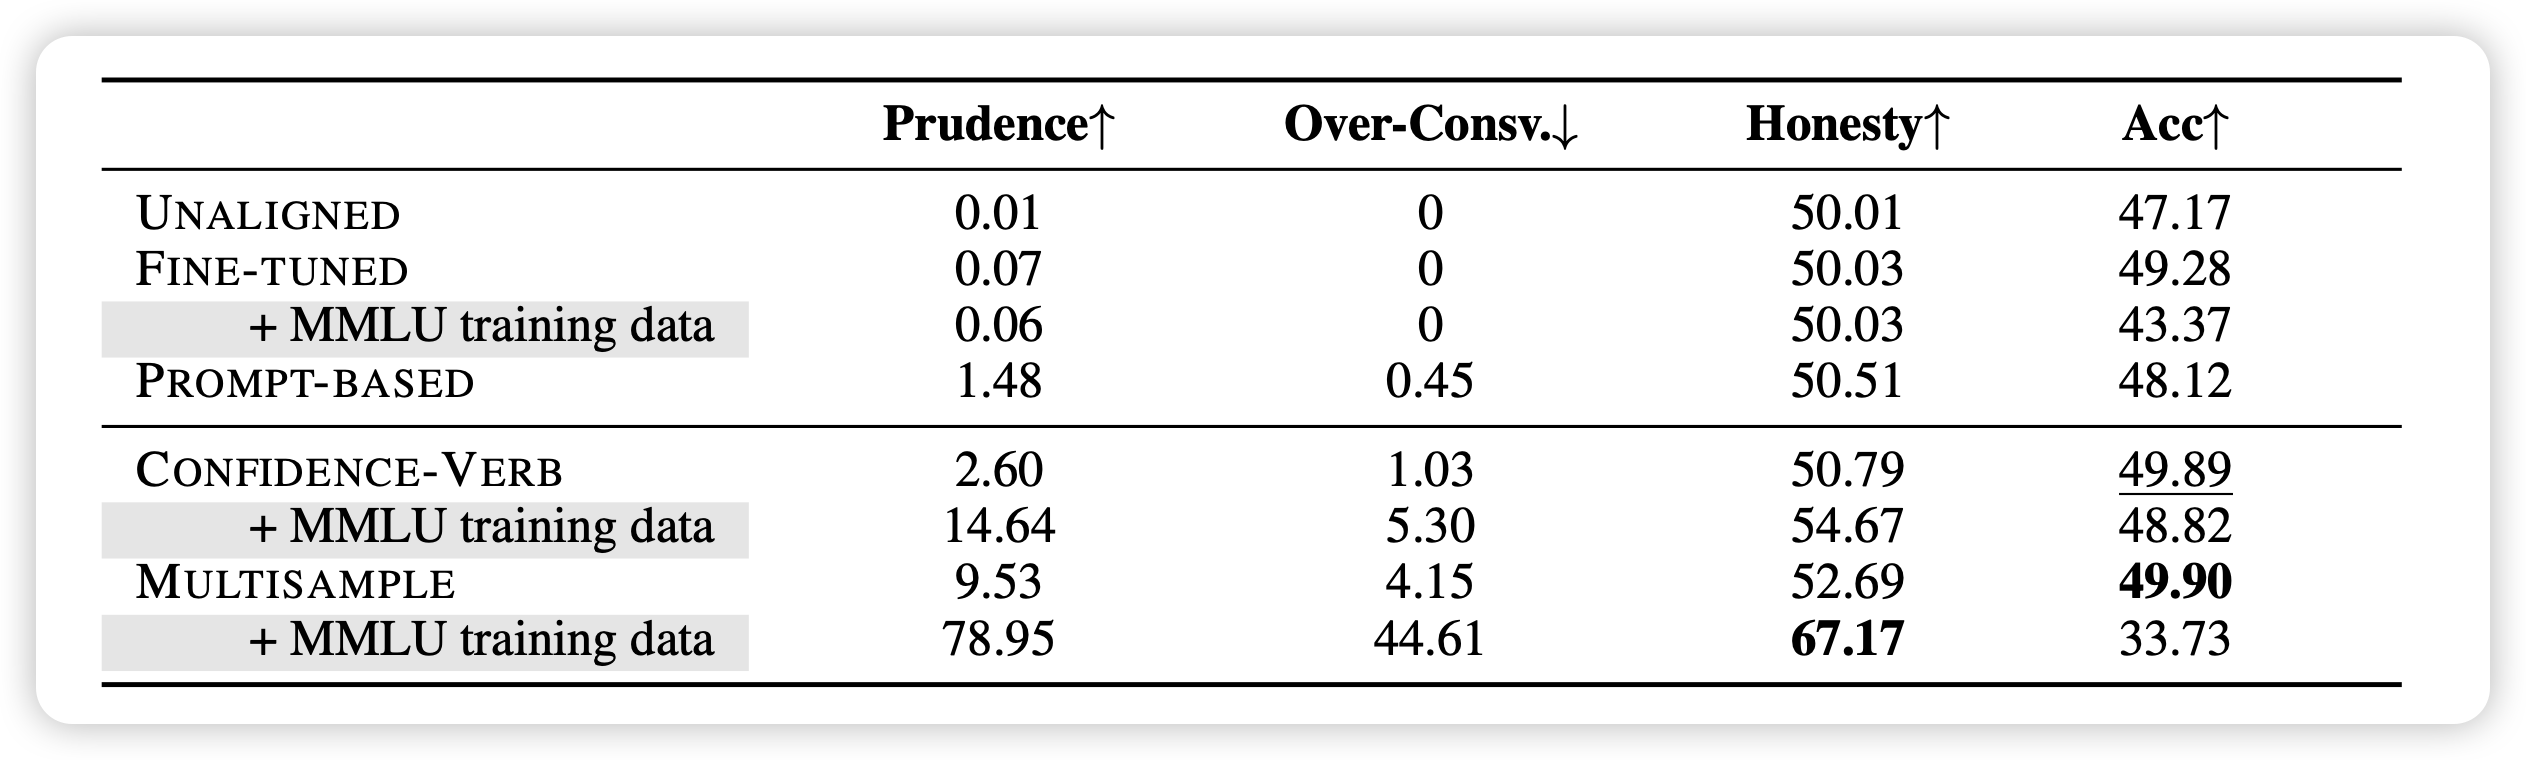 Prudence↑ Over-Consv.↓ Honesty↑ Acc↑
UNALIGNED 0.01 0 50.01 47.17
FINE-TUNED 0.07 0 50.03 49.28
+ MMLU training data 0.06 0 50.03 43.37
PROMPT-BASED 1.48 0.45 50.51 48.12
CONFIDENCE-VERB 2.60 1.03 50.79 49.89
+ MMLU training data 14.64 5.30 54.67 48.82
MULTISAMPLE 9.53 4.15 52.69 49.90
+ MMLU training data 78.95 44.61 67.17 33.73